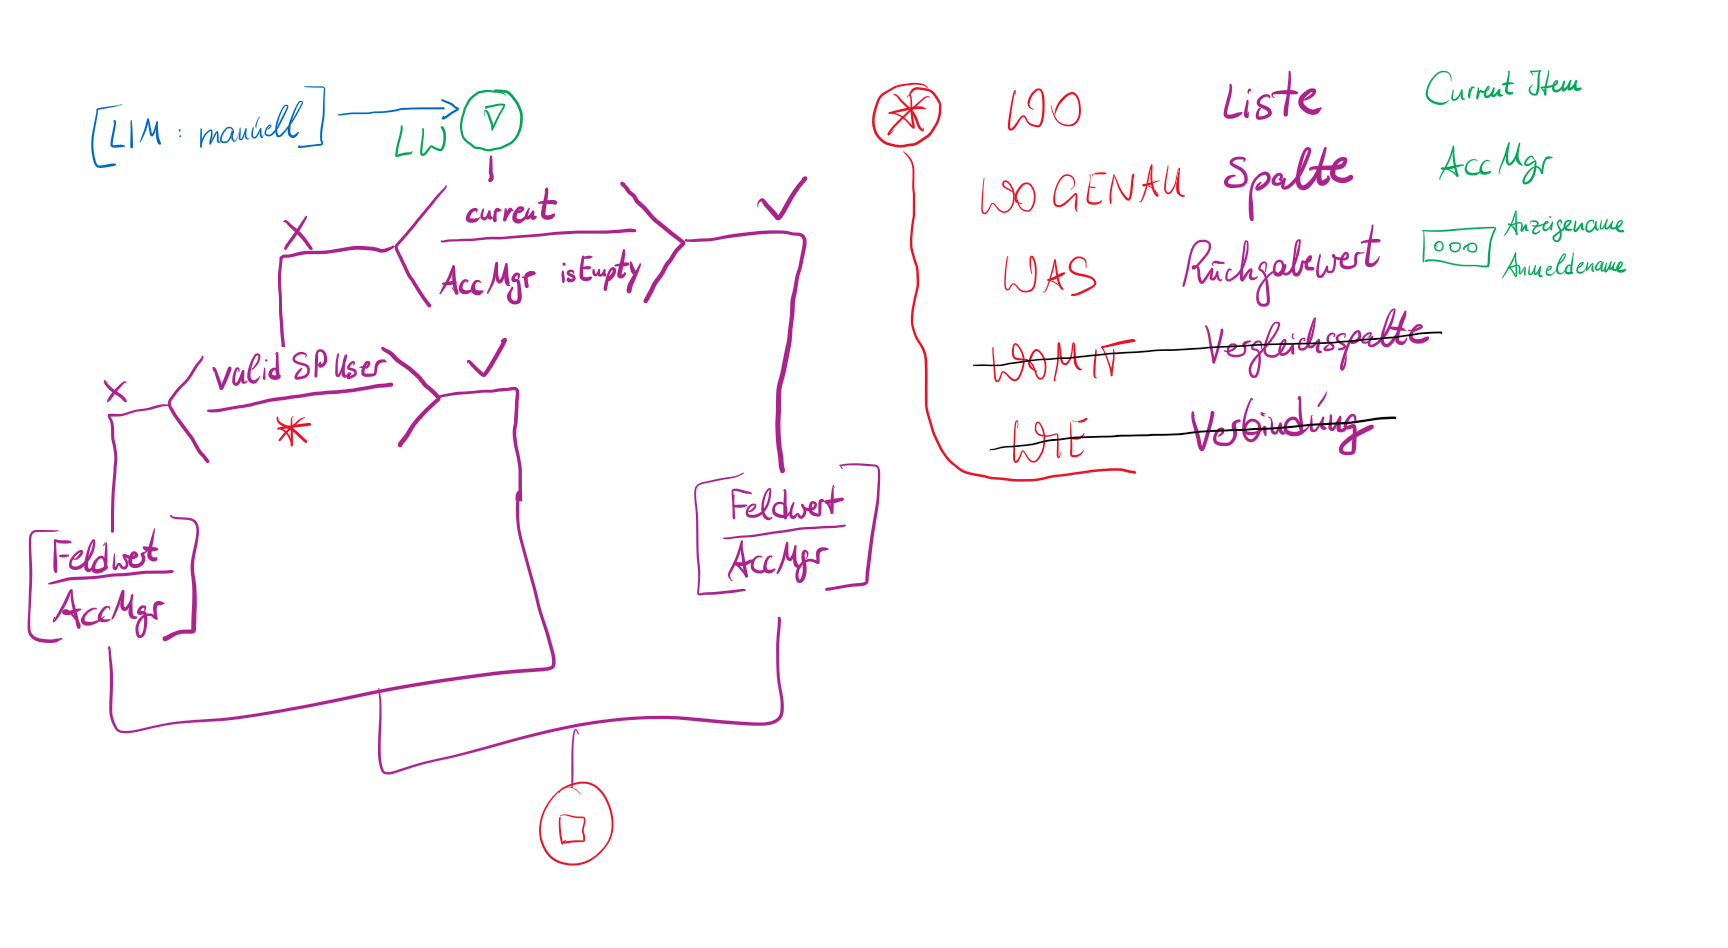 [LIM: manuell]
LW
current
AccMgr isEmpty
valid SP User
*
Feldwert
AccMgr
Feldwert
AccMgr
* WO Liste Current Item
WO GENAU Spalte AccMgr
WAS Rückgabewert ooo Anzeigename
Anmeldename
WOMIT Vergleichsspalte
WIE Verbindung